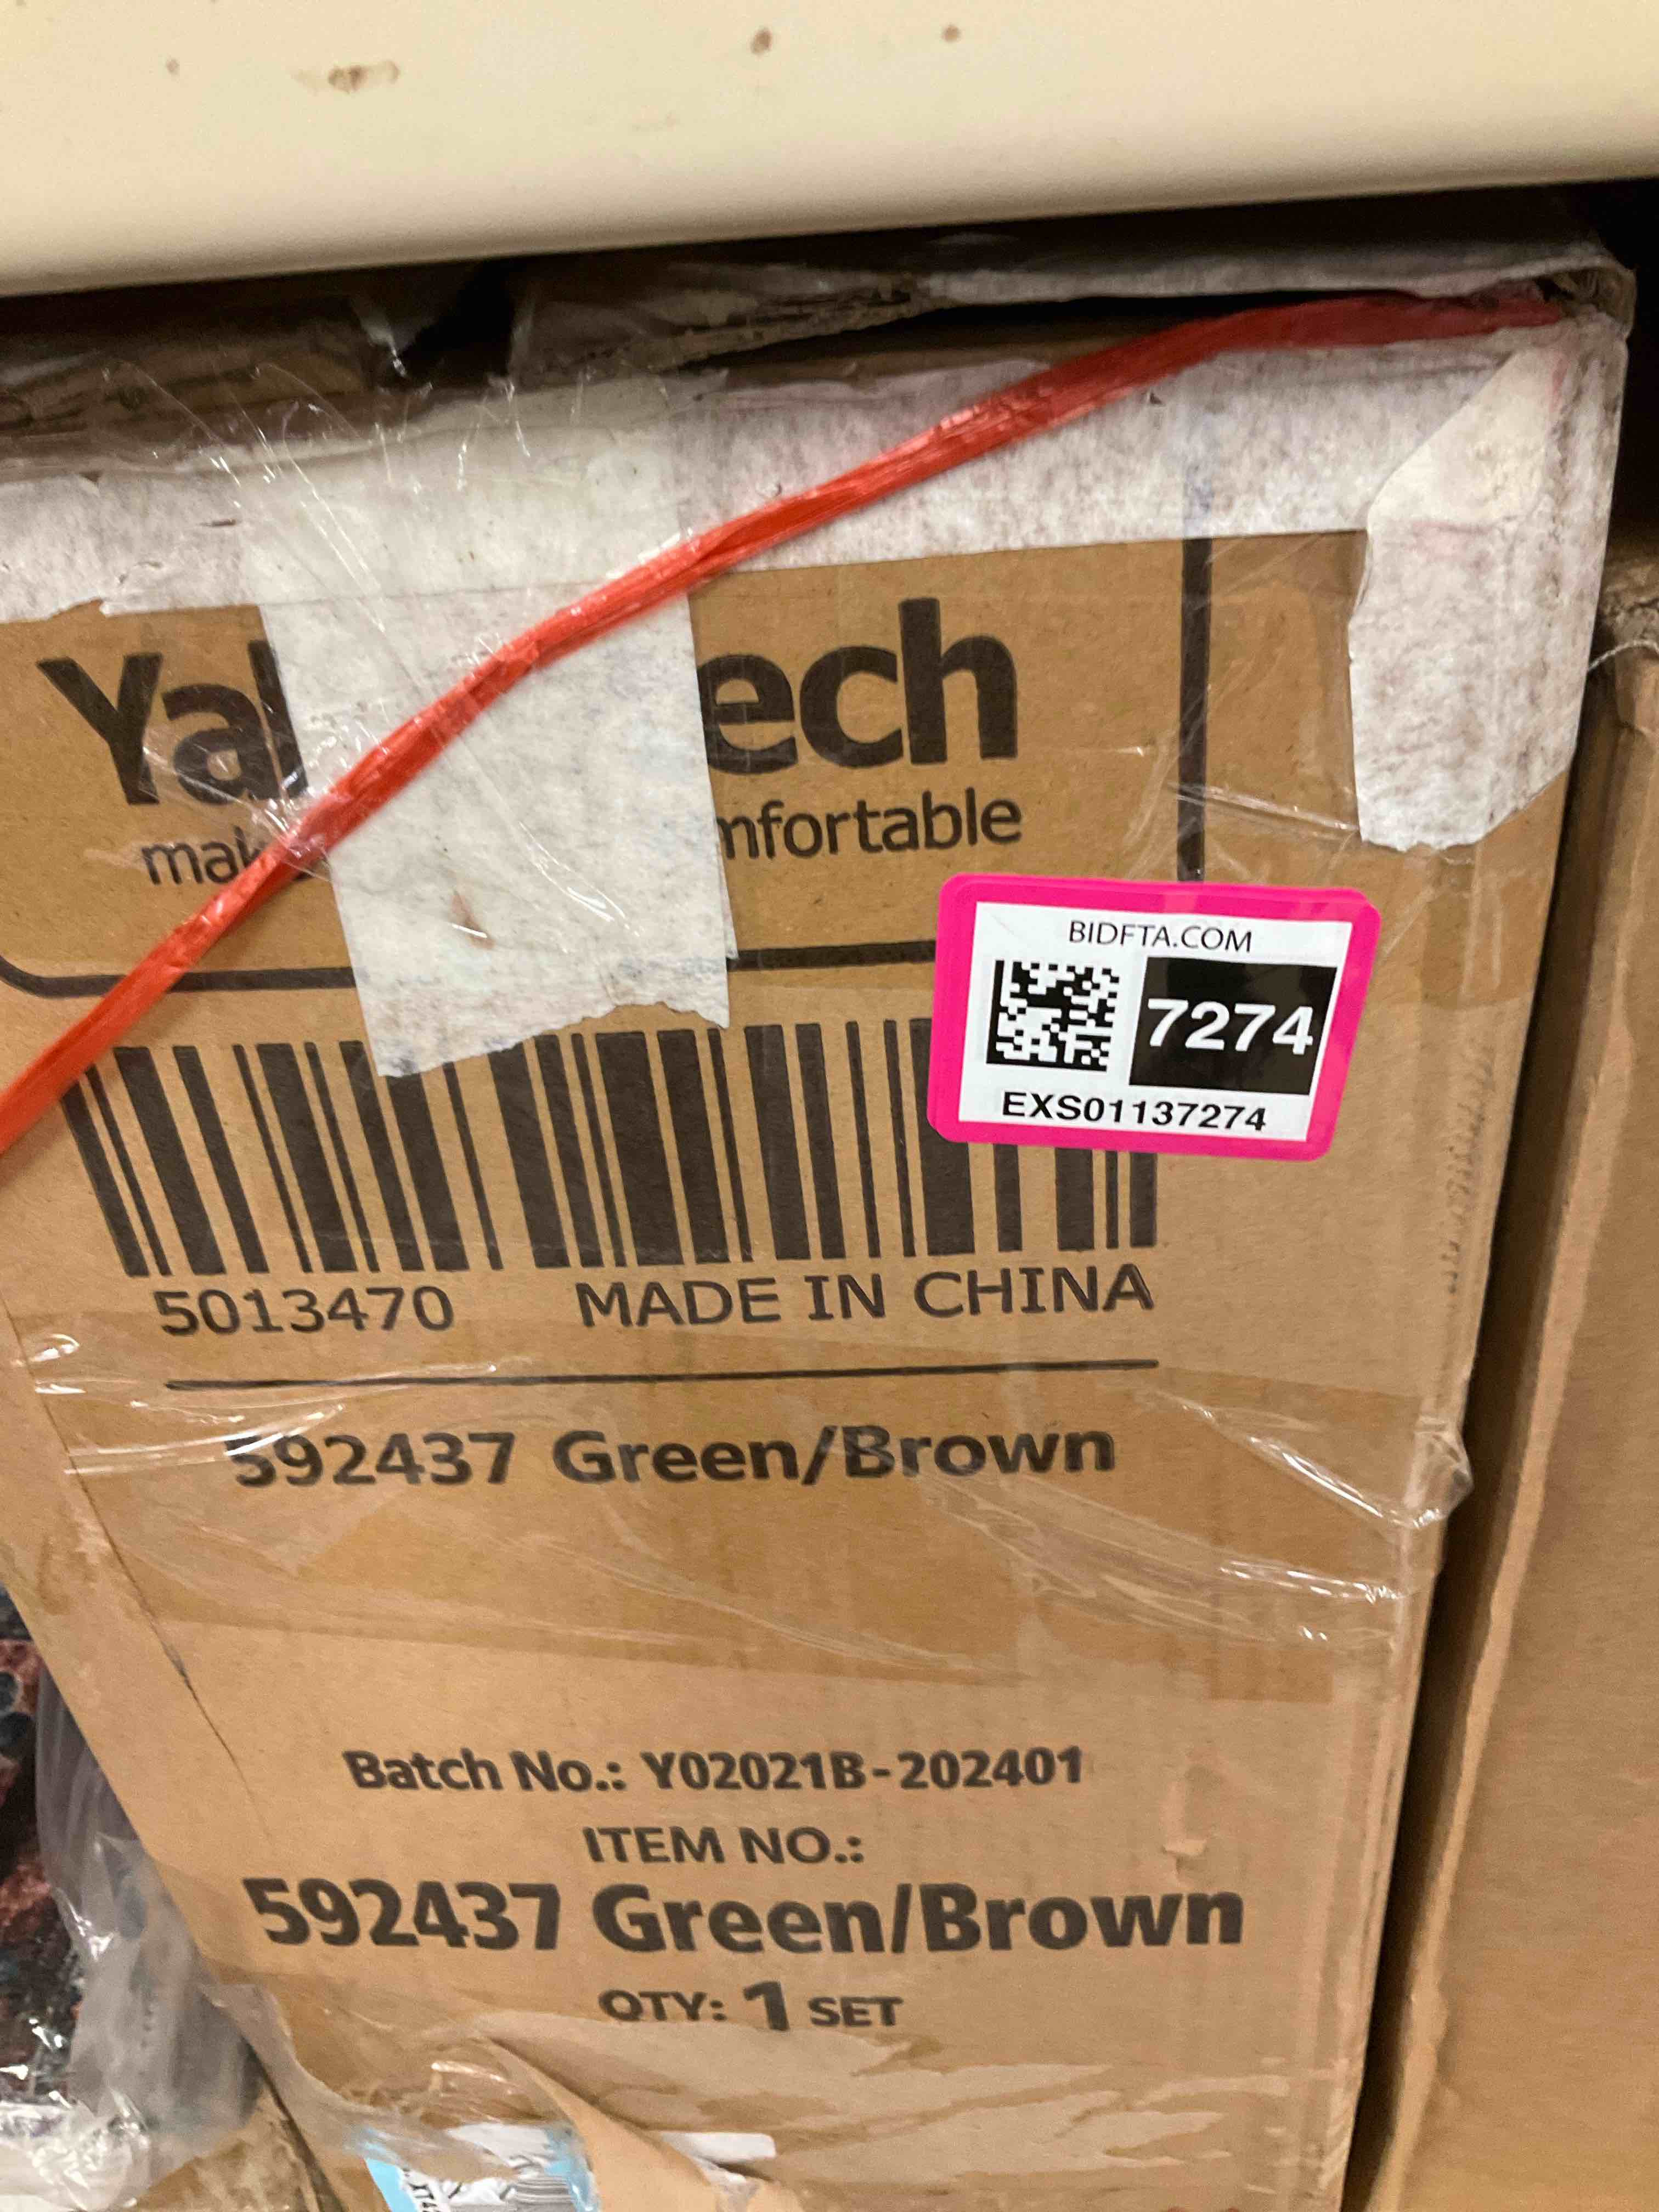 Ya ech
mak mfortable
BIDFTA.COM
7274
EXS01137274
5013470 MADE IN CHINA
592437 Green/Brown
Batch No.: Y02021B-202401
ITEM NO.:
592437 Green/Brown
QTY: 1 SET